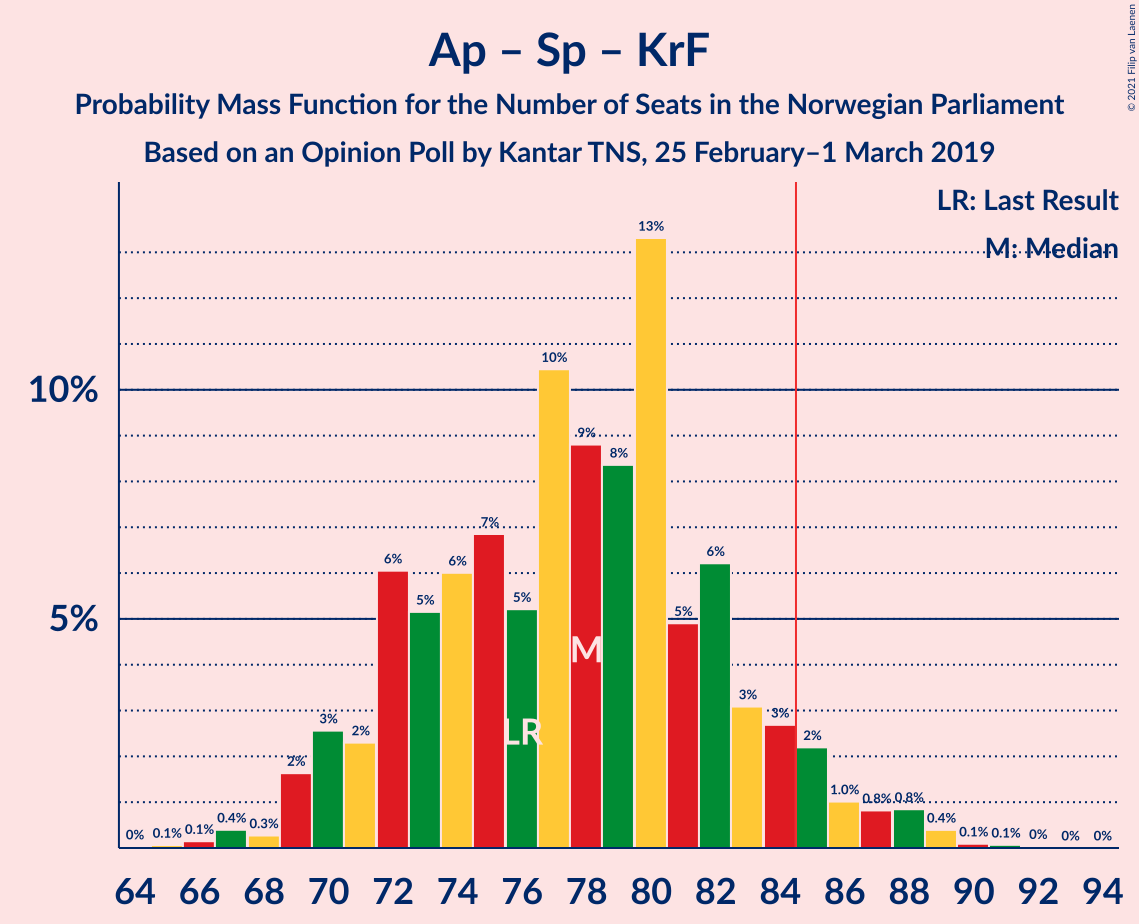 Ap – Sp – KrF
Probability Mass Function for the Number of Seats in the Norwegian Parliament
Based on an Opinion Poll by Kantar TNS, 25 February–1 March 2019
© 2021 Filip van Laenen
LR: Last Result
M: Median
10%
5%
0% 0.1% 0.1% 0.4% 0.3% 2% 3% 2% 6% 5% 6% 7% 5% 10% 9% 8% 13% 5% 6% 3% 3% 2% 1.0% 0.8% 0.8% 0.4% 0.1% 0.1% 0% 0% 0%
M
LR
64 66 68 70 72 74 76 78 80 82 84 86 88 90 92 94